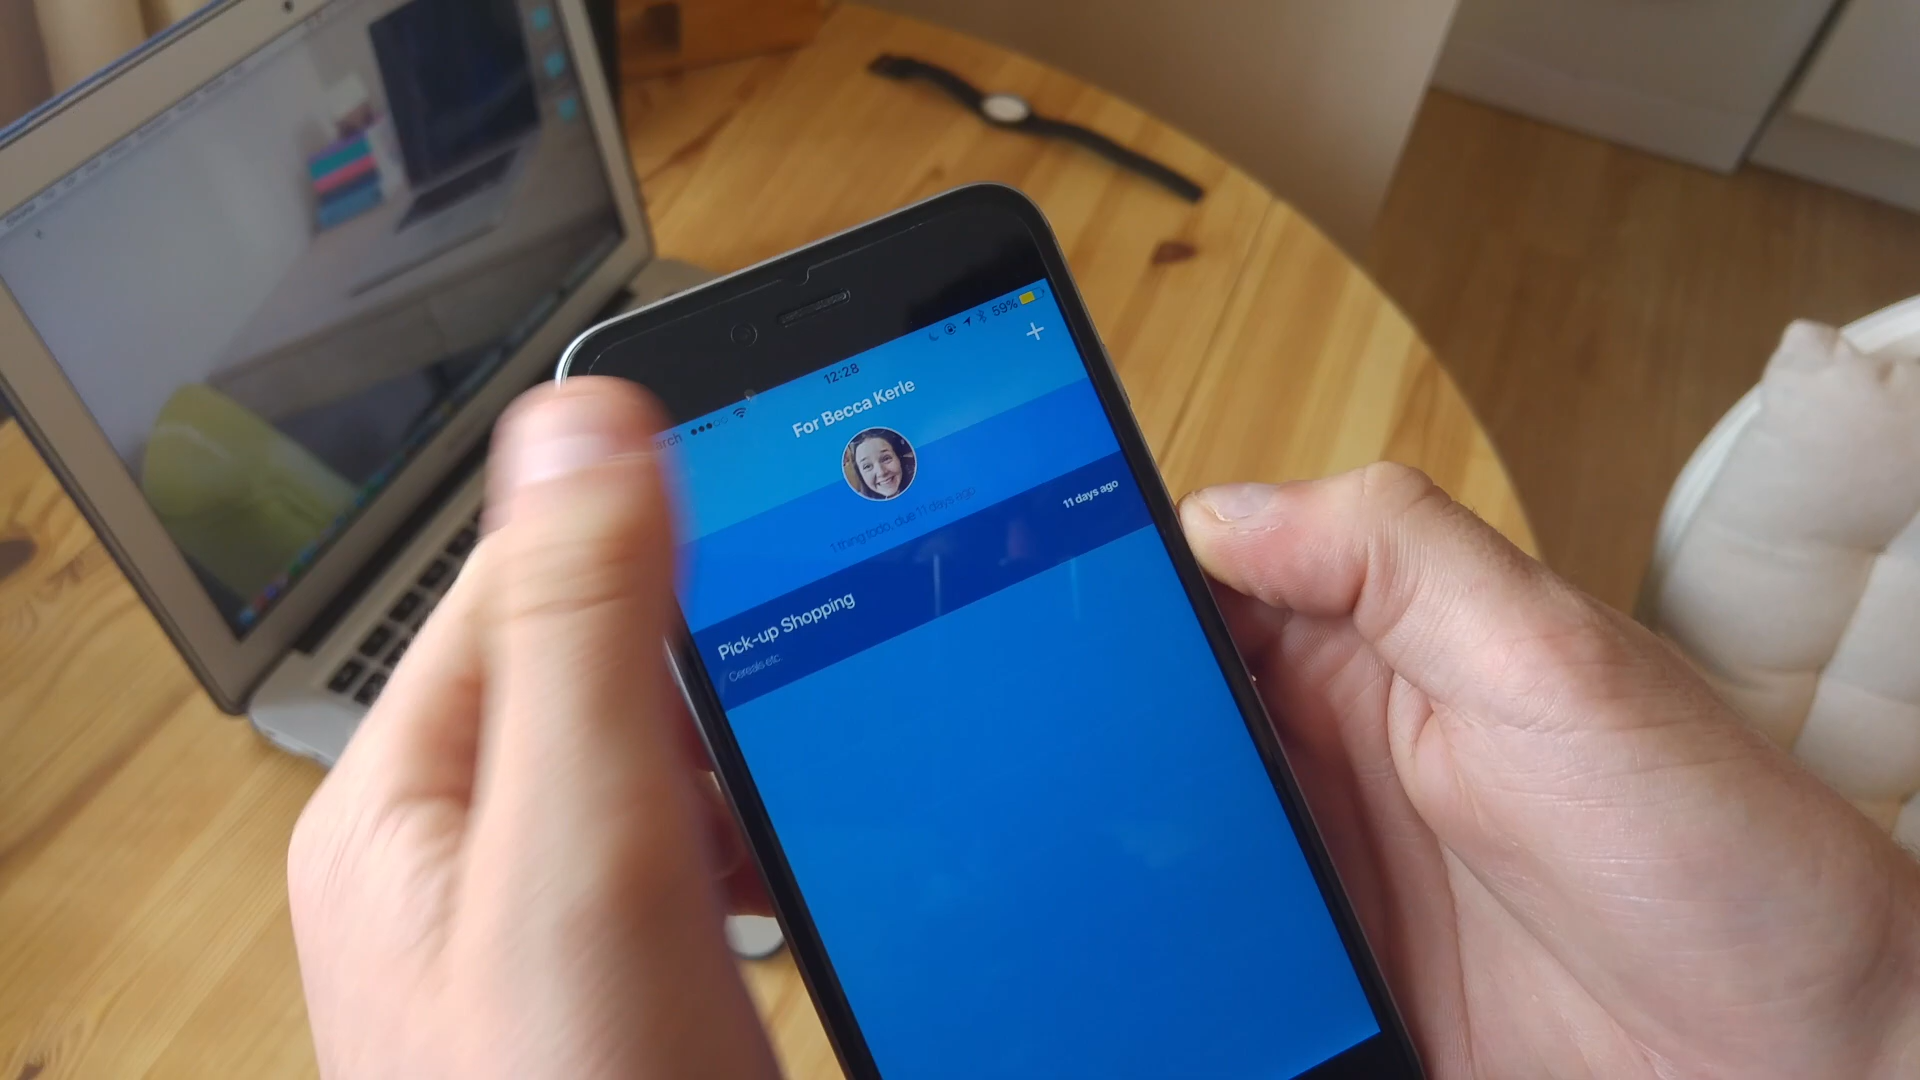 arch
12:28
59%
For Becca Kerle
1 thing todo, due 11 days ago
11 days ago
Pick-up Shopping
Cereals etc.